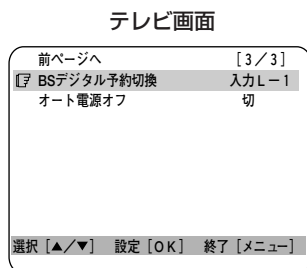 テレビ画面
前ページへ [3/3]
BSデジタル予約切換 入力L-1
オート電源オフ 切
選択[▲/▼] 設定[OK] 終了[メニュー]